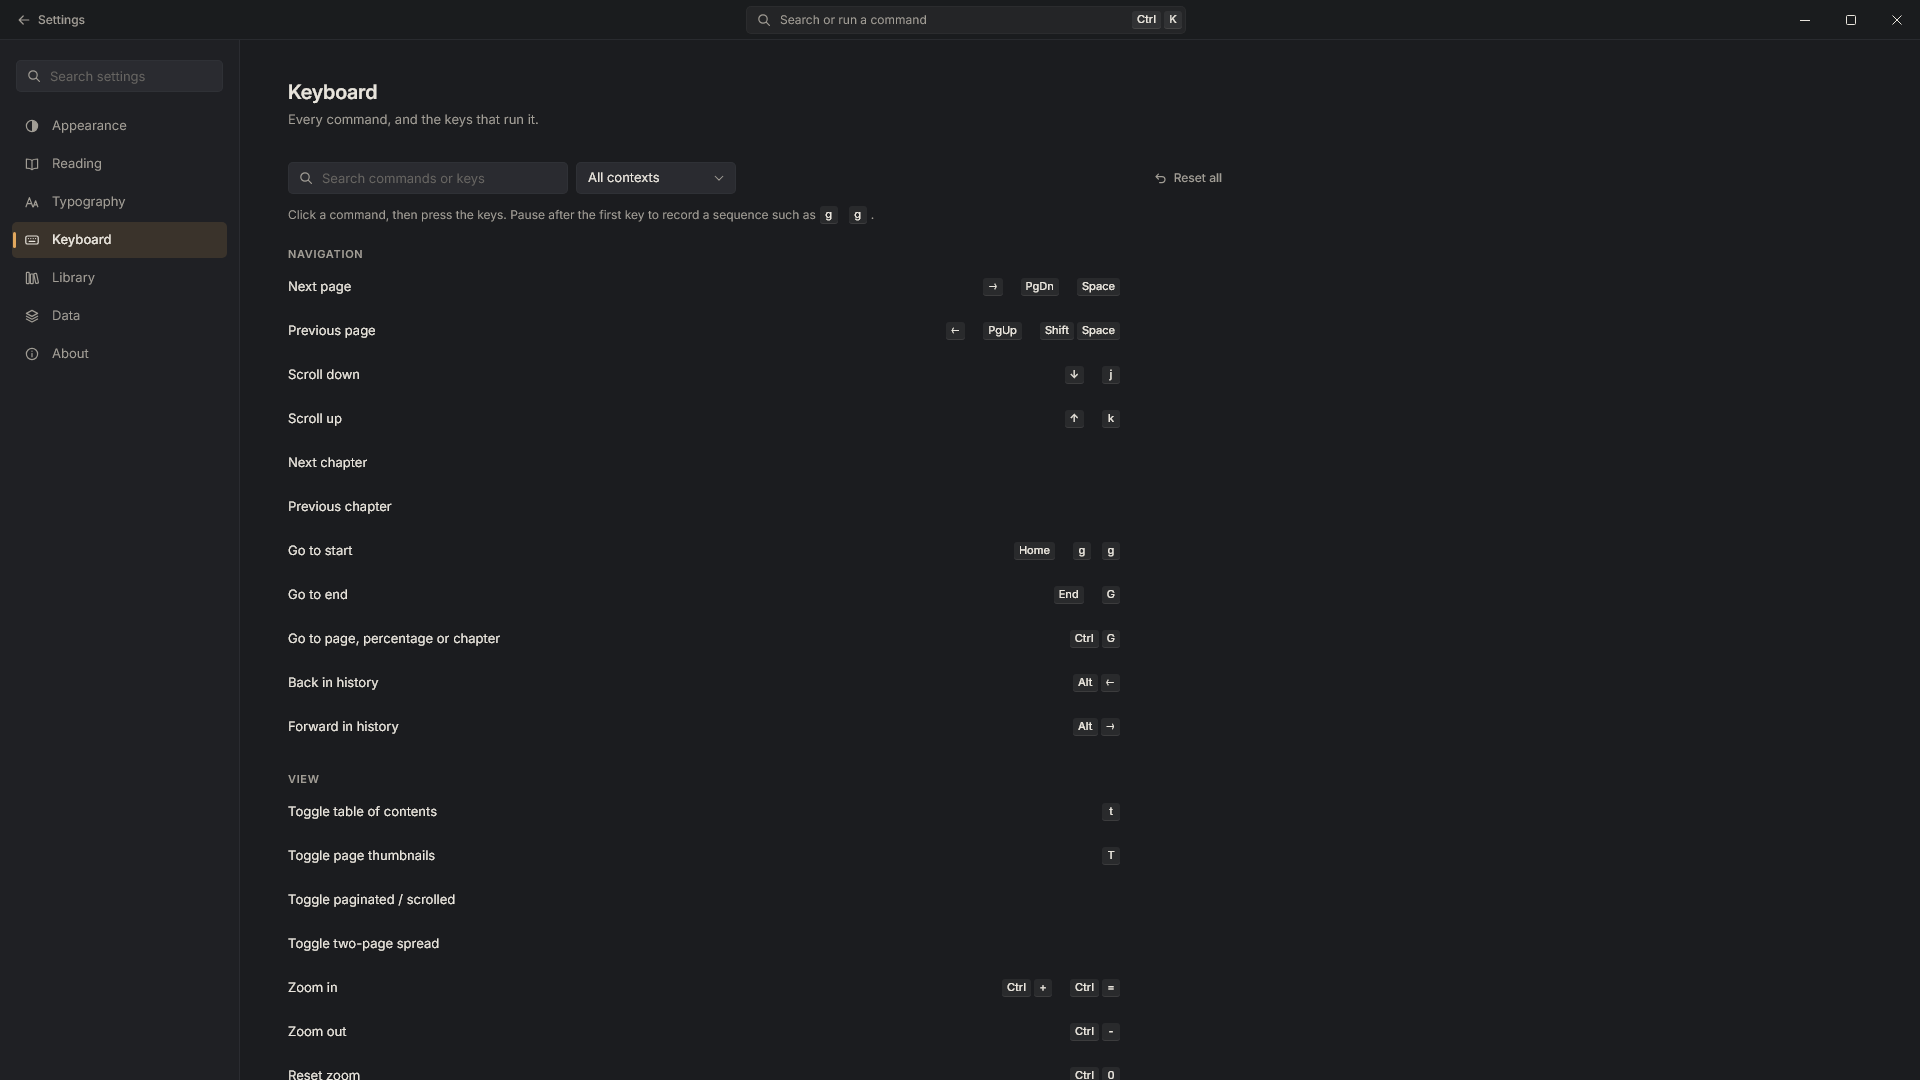 Settings
Search or run a command Ctrl K
Search settings
Appearance
Reading
Typography
Keyboard
Library
Data
About
Keyboard
Every command, and the keys that run it.
Search commands or keys All contexts Reset all
Click a command, then press the keys. Pause after the first key to record a sequence such as g g .
NAVIGATION
Next page → PgDn Space
Previous page ← PgUp Shift Space
Scroll down ↓ j
Scroll up ↑ k
Next chapter
Previous chapter
Go to start Home g g
Go to end End G
Go to page, percentage or chapter Ctrl G
Back in history Alt ←
Forward in history Alt →
VIEW
Toggle table of contents t
Toggle page thumbnails T
Toggle paginated / scrolled
Toggle two-page spread
Zoom in Ctrl + Ctrl =
Zoom out Ctrl -
Reset zoom Ctrl 0